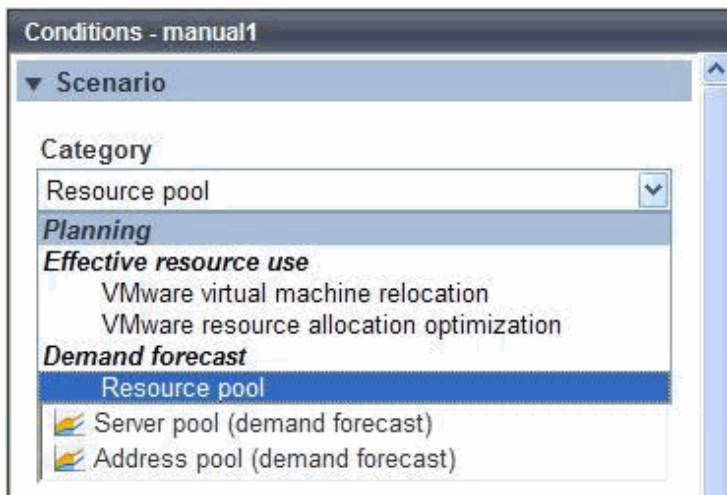 Conditions - manual1
Scenario
Category
Resource pool
Planning
Effective resource use
VMware virtual machine relocation
VMware resource allocation optimization
Demand forecast
Resource pool
Server pool (demand forecast)
Address pool (demand forecast)